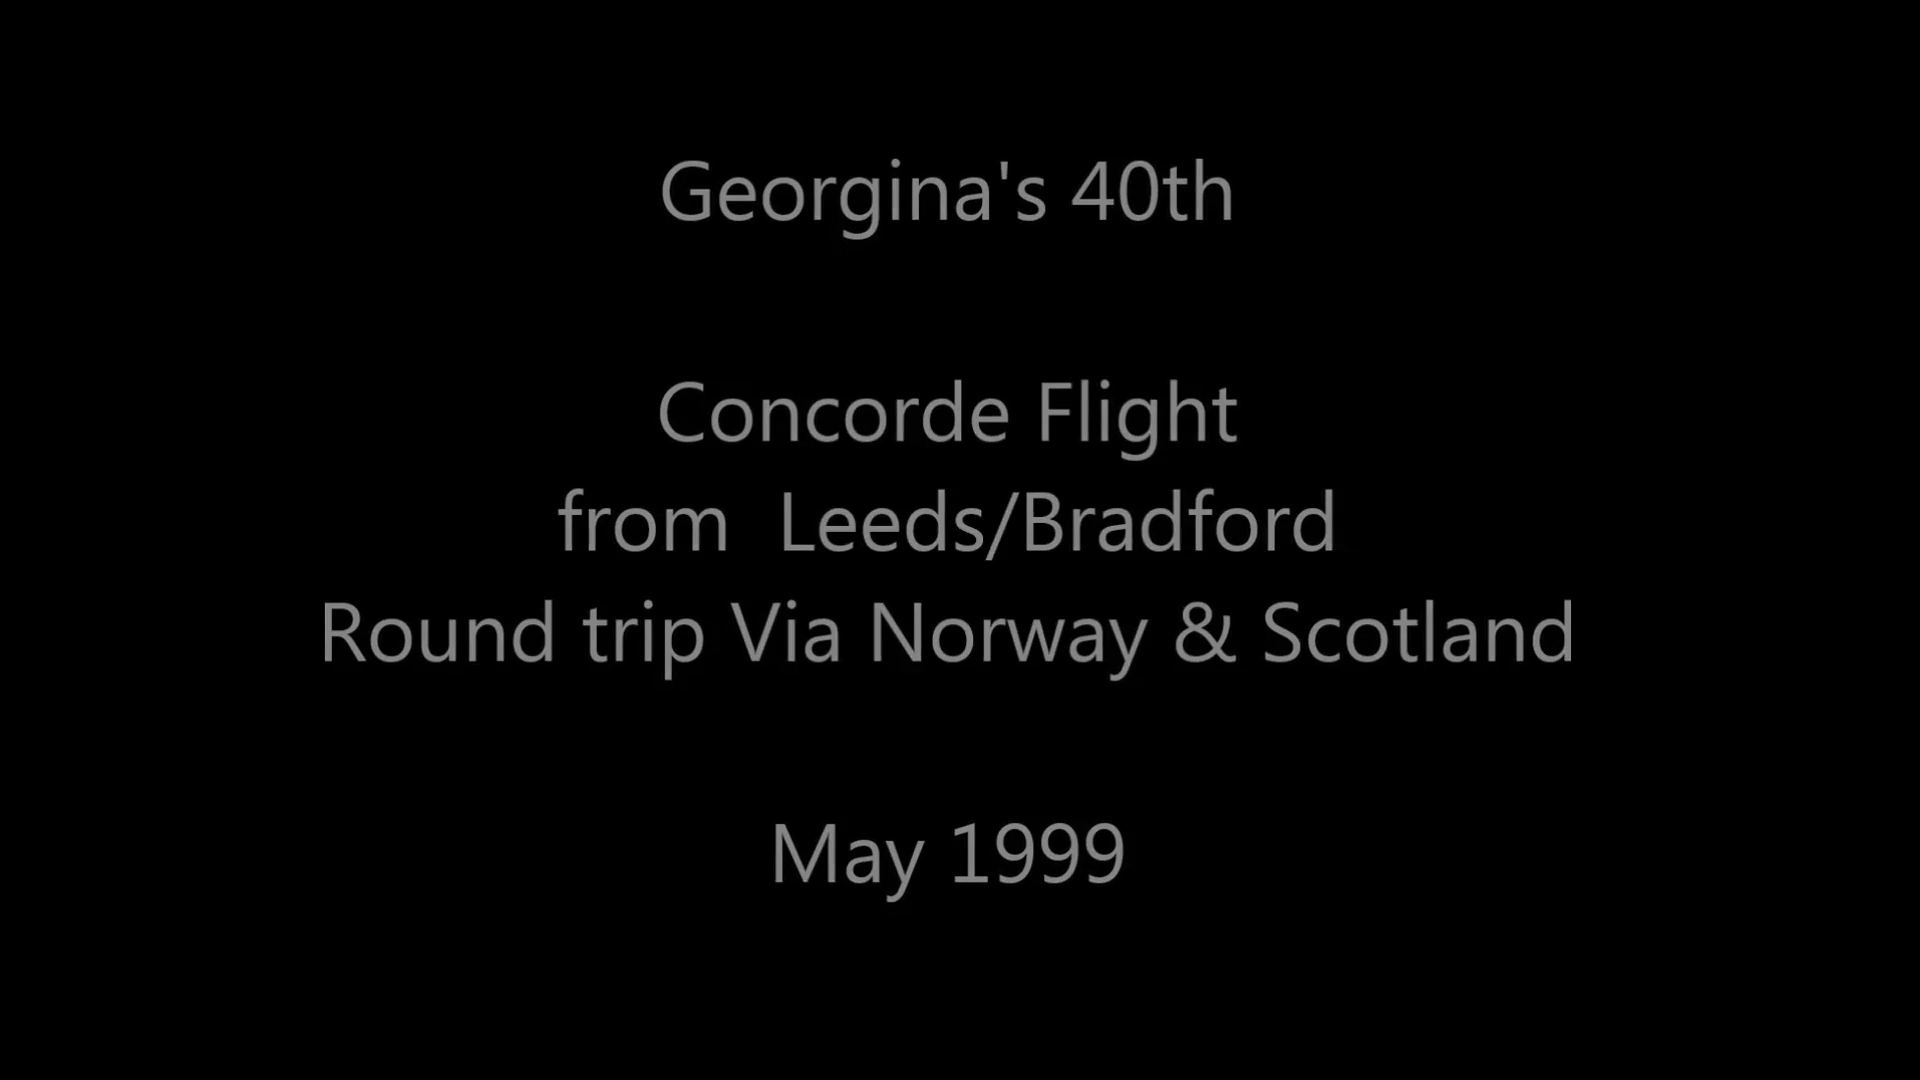 Georgina's 40th
Concorde Flight
from  Leeds/Bradford
Round trip Via Norway & Scotland
May 1999